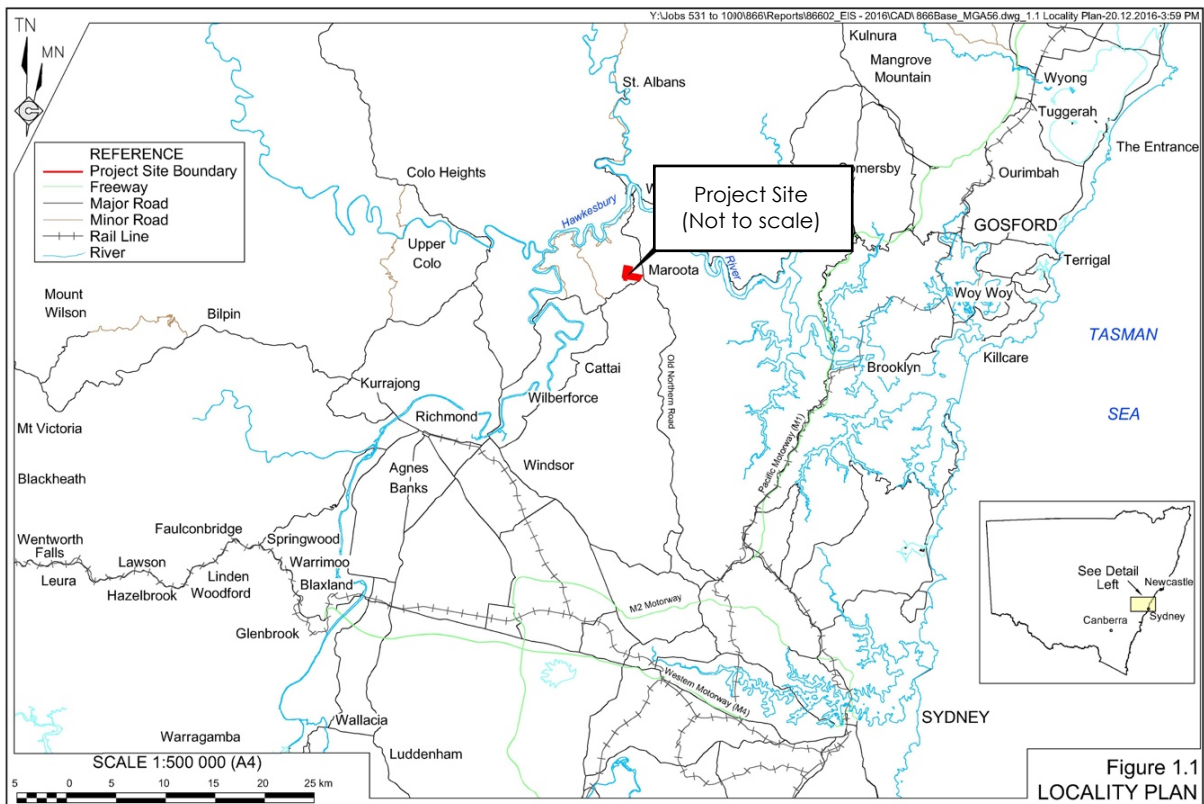 Y:\Jobs 531 to 1000\866\Reports\86602_EIS - 2016\CAD\866Base_MGA56.dwg_1.1 Locality Plan-20.12.2016-3:59 PM
TN
MN
Kulnura
Mangrove
Mountain
Wyong
Tuggerah
St. Albans
The Entrance
REFERENCE
Project Site Boundary
Freeway
Major Road
Minor Road
Rail Line
River
Colo Heights
Somersby
Ourimbah
Project Site
(Not to scale)
Hawkesbury
River
GOSFORD
Upper
Colo
Maroota
Terrigal
Mount
Wilson
Bilpin
Woy Woy
TASMAN
SEA
Killcare
Brooklyn
Cattai
Old Northern Road
Kurrajong
Wilberforce
Richmond
Mt Victoria
Pacific Motorway (M1)
Windsor
Agnes
Banks
Blackheath
Faulconbridge
Springwood
Wentworth
Falls
Lawson
Linden
Warrimoo
Leura
Hazelbrook
Woodford
Blaxland
Glenbrook
M2 Motorway
See Detail
Left
Newcastle
Sydney
Canberra
Western Motorway (M4)
SYDNEY
Wallacia
Warragamba
Luddenham
SCALE 1:500 000 (A4)
5 0 5 10 15 20 25 km
Figure 1.1
LOCALITY PLAN